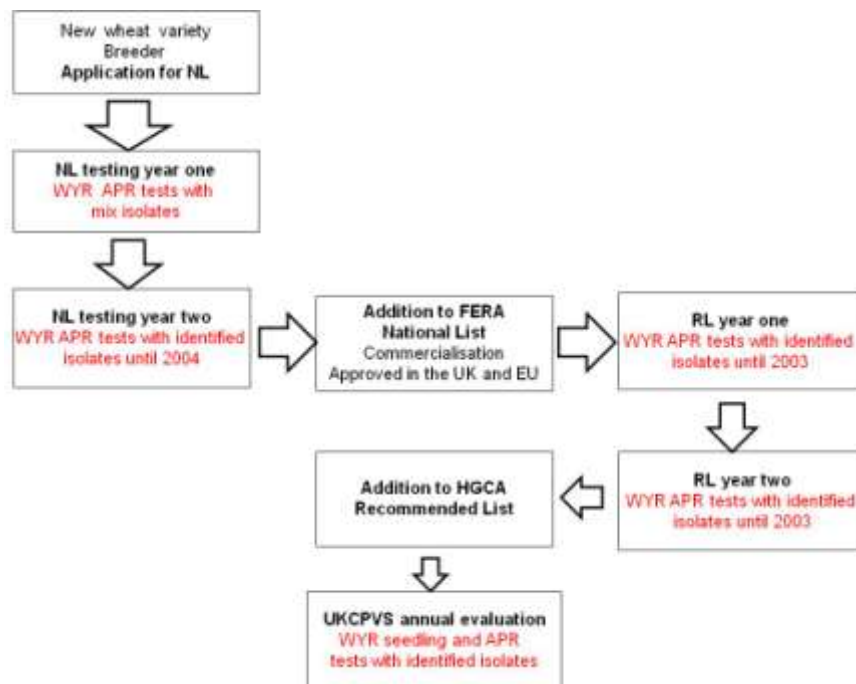 New wheat variety
Breeder
Application for NL
NL testing year one
WYR APR tests with
mix isolates
NL testing year two
WYR APR tests with identified
isolates until 2004
Addition to FERA
National List
Commercialisation
Approved in the UK and EU
RL year one
WYR APR tests with identified
isolates until 2003
RL year two
WYR APR tests with identified
isolates until 2003
Addition to HGCA
Recommended List
UKCPVS annual evaluation
WYR seedling and APR
tests with identified isolates